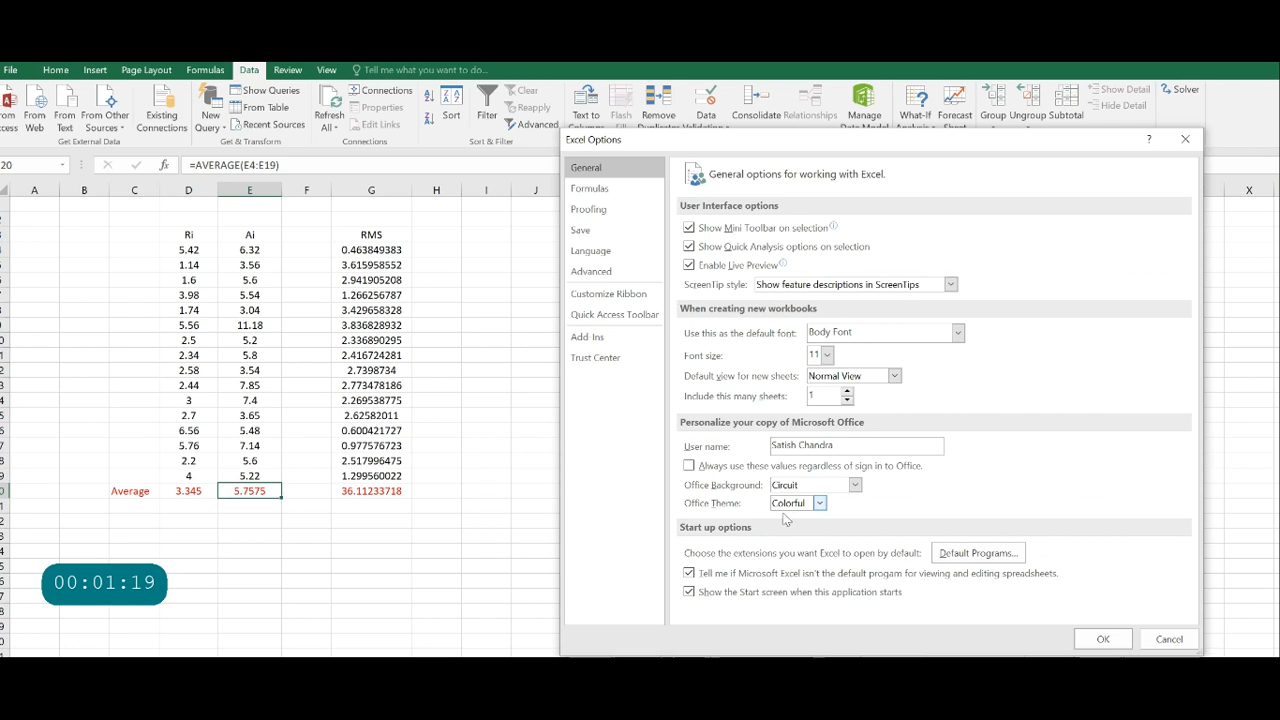 File Home Insert Page Layout Formulas Data Review View Tell me what you want to do...
From Web
From Text
From Other Sources
Existing Connections
New Query
Show Queries
From Table
Recent Sources
Refresh All
Connections
Properties
Edit Links
Sort
Filter
Clear
Reapply
Advanced
Text to
Flash
Remove
Data
Consolidate
Relationships
Manage
What-If
Forecast
Group
Ungroup
Subtotal
Show Detail
Hide Detail
Solver
Get External Data
Connections
Sort & Filter
20 fx =AVERAGE(E4:E19)
A B C D E F G H I J X
Ri Ai RMS
5.42 6.32 0.463849383
1.14 3.56 3.615958552
1.6 5.6 2.941905208
3.98 5.54 1.266256787
1.74 3.04 3.429658328
5.56 11.18 3.836828932
2.5 5.2 2.336890295
2.34 5.8 2.416724281
2.58 3.54 2.7398734
2.44 7.85 2.773478186
3 7.4 2.269538775
2.7 3.65 2.62582011
6.56 5.48 0.600421727
5.76 7.14 0.977576723
2.2 5.6 2.517996475
4 5.22 1.299560022
Average 3.345 5.7575 36.11233718
00:01:19
Excel Options ?
General
Formulas
Proofing
Save
Language
Advanced
Customize Ribbon
Quick Access Toolbar
Add-Ins
Trust Center
General options for working with Excel.
User Interface options
Show Mini Toolbar on selection
Show Quick Analysis options on selection
Enable Live Preview
ScreenTip style: Show feature descriptions in ScreenTips
When creating new workbooks
Use this as the default font: Body Font
Font size: 11
Default view for new sheets: Normal View
Include this many sheets: 1
Personalize your copy of Microsoft Office
User name: Satish Chandra
Always use these values regardless of sign in to Office.
Office Background: Circuit
Office Theme: Colorful
Start up options
Choose the extensions you want Excel to open by default: Default Programs...
Tell me if Microsoft Excel isn't the default progam for viewing and editing spreadsheets.
Show the Start screen when this application starts
OK Cancel